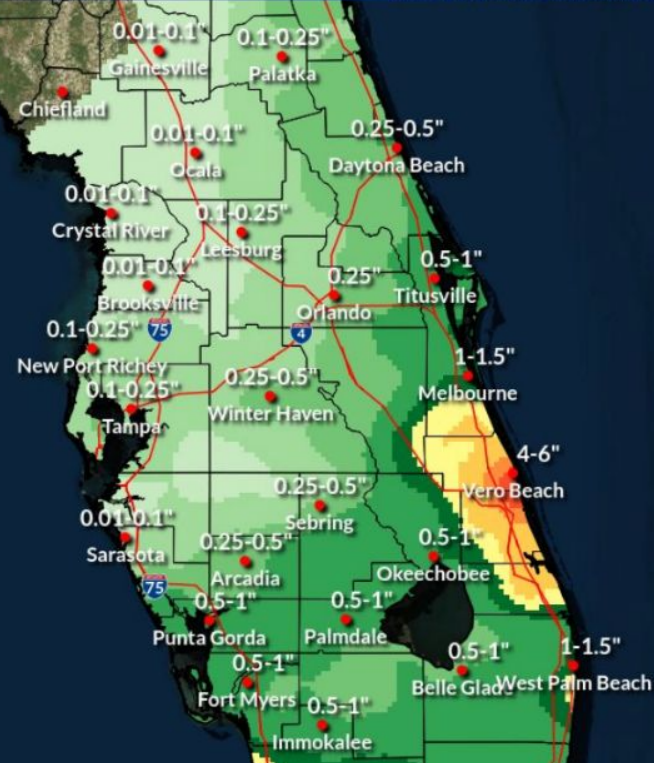 0.01-0.1"
Gainesville
0.1-0.25"
Palatka
Chiefland
0.01-0.1"
Ocala
0.25-0.5"
Daytona Beach
0.01-0.1"
Crystal River
0.1-0.25"
Leesburg
0.01-0.1"
Brooksville
0.25"
Orlando
0.5-1"
Titusville
75
4
0.1-0.25"
New Port Richey
1-1.5"
Melbourne
0.1-0.25"
Tampa
0.25-0.5"
Winter Haven
4-6"
Vero Beach
0.25-0.5"
Sebring
0.01-0.1"
Sarasota
0.25-0.5"
Arcadia
0.5-1"
Okeechobee
75
0.5-1"
Punta Gorda
0.5-1"
Palmdale
0.5-1"
Fort Myers
0.5-1"
Belle Glade
1-1.5"
West Palm Beach
0.5-1"
Immokalee